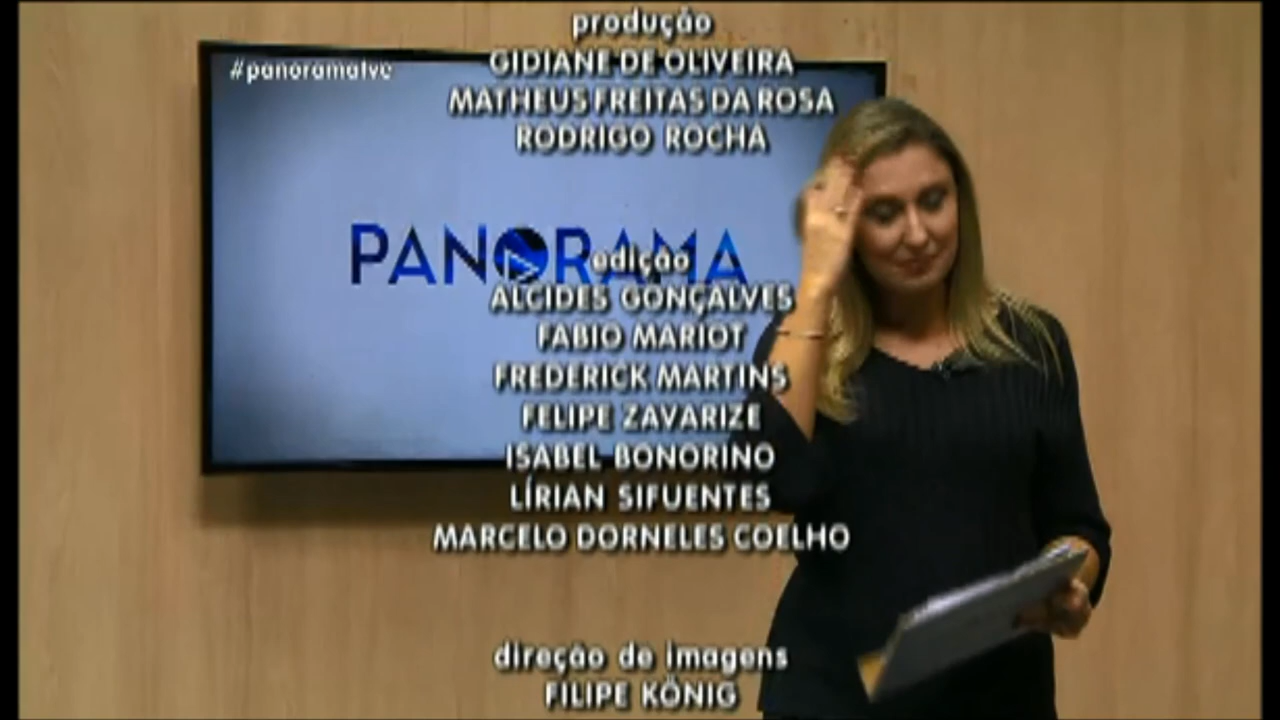 produção
GIDIANE DE OLIVEIRA
#panoramatve
MATHEUS FREITAS DA ROSA
RODRIGO ROCHA
PANORAMA
edição
ALCIDES GONÇALVES
FABIO MARIOT
FREDERICK MARTINS
FELIPE ZAVARIZE
ISABEL BONORINO
LÍRIAN SIFUENTES
MARCELO DORNELES COELHO
direção de imagens
FILIPE KÖNIG